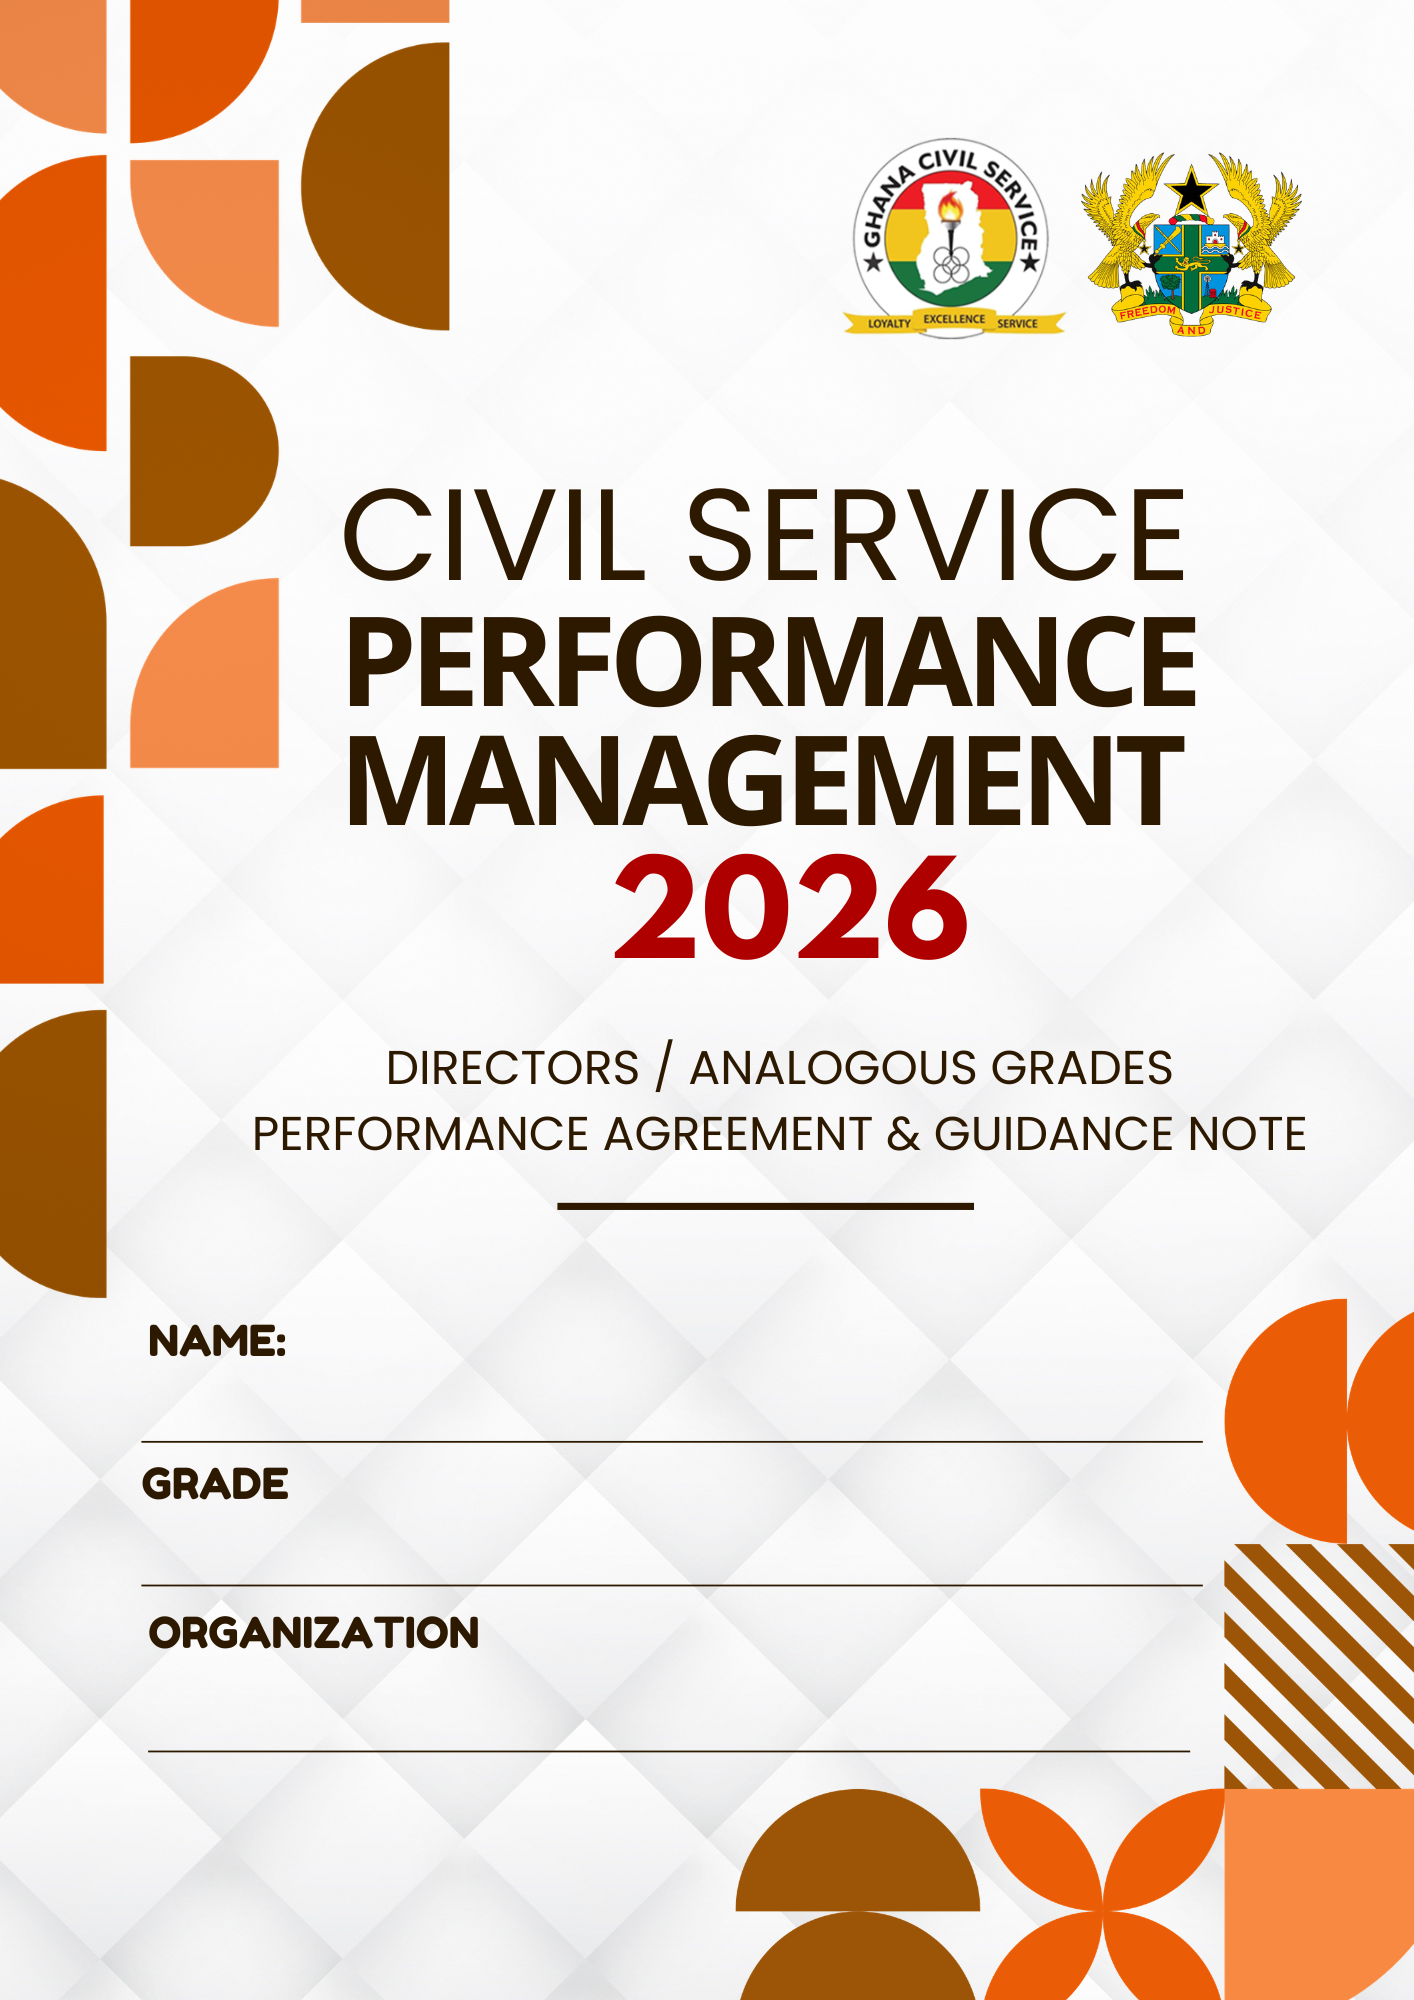 GHANA CIVIL SERVICE
LOYALTY EXCELLENCE SERVICE
FREEDOM AND JUSTICE
CIVIL SERVICE
PERFORMANCE
MANAGEMENT
2026
DIRECTORS / ANALOGOUS GRADES
PERFORMANCE AGREEMENT & GUIDANCE NOTE
NAME:
GRADE
ORGANIZATION